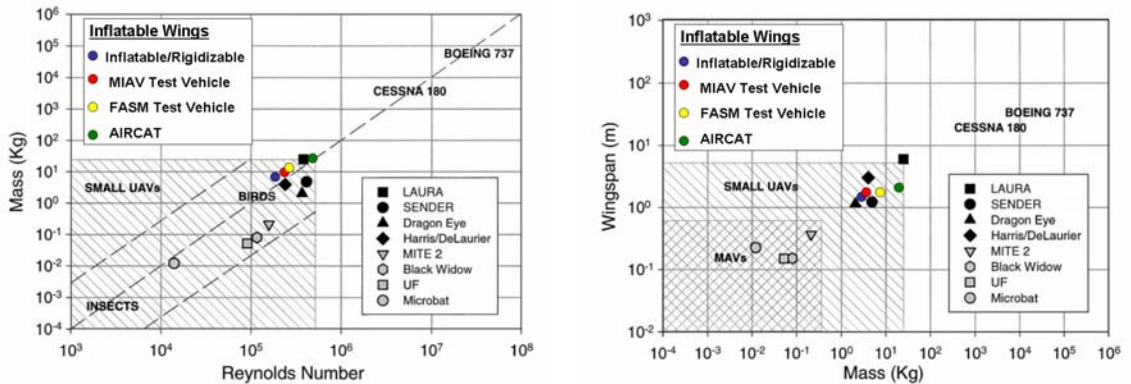 Inflatable Wings
Inflatable/Rigidizable
MIAV Test Vehicle
FASM Test Vehicle
AIRCAT
BOEING 737
CESSNA 180
SMALL UAVs
BIRDS
INSECTS
LAURA
SENDER
Dragon Eye
Harris/DeLaurier
MITE 2
Black Widow
UF
Microbat
Mass (Kg)
10^6
10^5
10^4
10^3
10^2
10^1
10^0
10^-1
10^-2
10^-3
10^-4
10^3 10^4 10^5 10^6 10^7 10^8
Reynolds Number
Inflatable Wings
Inflatable/Rigidizable
MIAV Test Vehicle
FASM Test Vehicle
AIRCAT
BOEING 737
CESSNA 180
SMALL UAVs
MAVs
LAURA
SENDER
Dragon Eye
Harris/DeLaurier
MITE 2
Black Widow
UF
Microbat
Wingspan (m)
10^3
10^2
10^1
10^0
10^-1
10^-2
10^-4 10^-3 10^-2 10^-1 10^0 10^1 10^2 10^3 10^4 10^5 10^6
Mass (Kg)